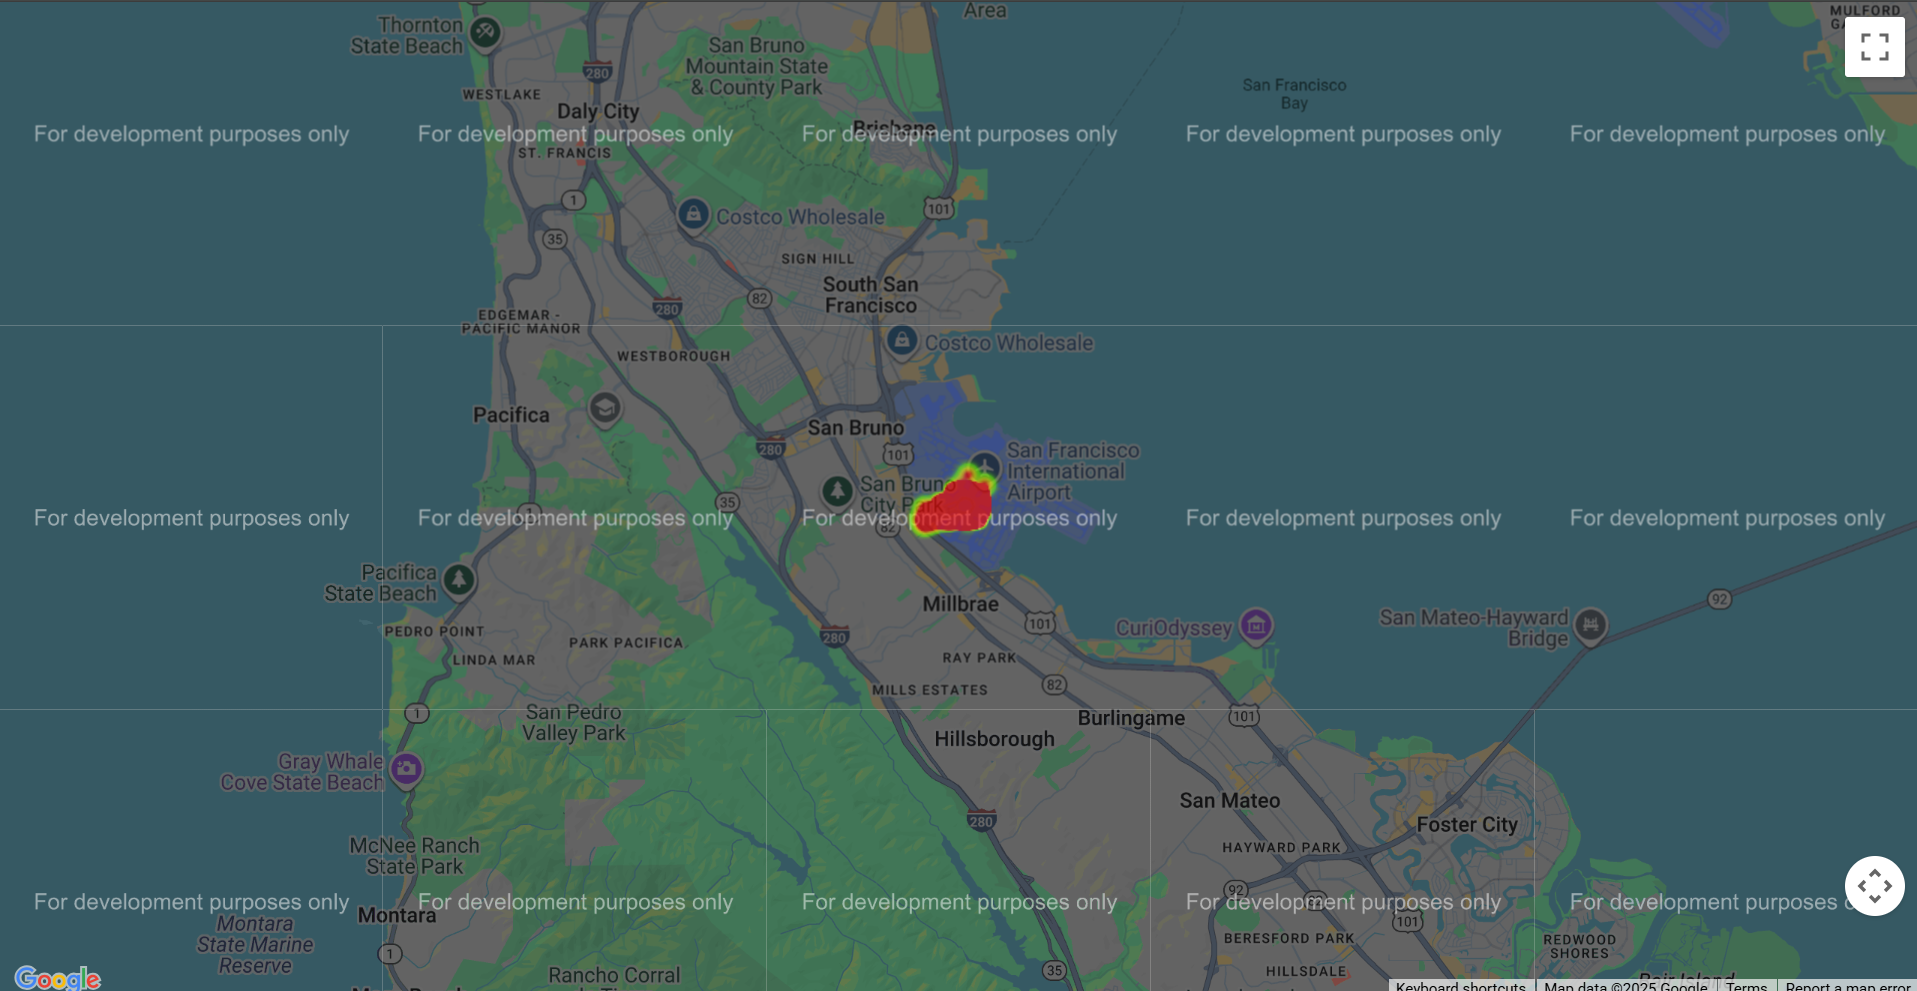 Area
MULFORD
Thornton
State Beach
San Bruno
Mountain State
& County Park
280
San Francisco
Bay
WESTLAKE
Daly City
Brisbane
For development purposes only
For development purposes only
For development purposes only
For development purposes only
For development purposes only
ST. FRANCIS
1
101
Costco Wholesale
35
SIGN HILL
South San
Francisco
82
280
EDGEMAR -
PACIFIC MANOR
Costco Wholesale
WESTBOROUGH
Pacifica
San Bruno
280
101
San Francisco
International
Airport
San Bruno
City Park
35
1
For development purposes only
For development purposes only
For development purposes only
For development purposes only
For development purposes only
82
Pacifica
State Beach
Millbrae
92
101
CuriOdyssey
San Mateo-Hayward
Bridge
PEDRO POINT
280
PARK PACIFICA
LINDA MAR
RAY PARK
82
MILLS ESTATES
1
San Pedro
Valley Park
Burlingame
101
Hillsborough
Gray Whale
Cove State Beach
San Mateo
280
Foster City
McNee Ranch
State Park
HAYWARD PARK
92
82
For development purposes only
For development purposes only
For development purposes only
For development purposes only
For development purposes
Montara
101
Montara
State Marine
Reserve
1
BERESFORD PARK
REDWOOD
SHORES
35
HILLSDALE
Rancho Corral
Bair Island
Google
Keyboard shortcuts
Map data ©2025 Google
Terms
Report a map error